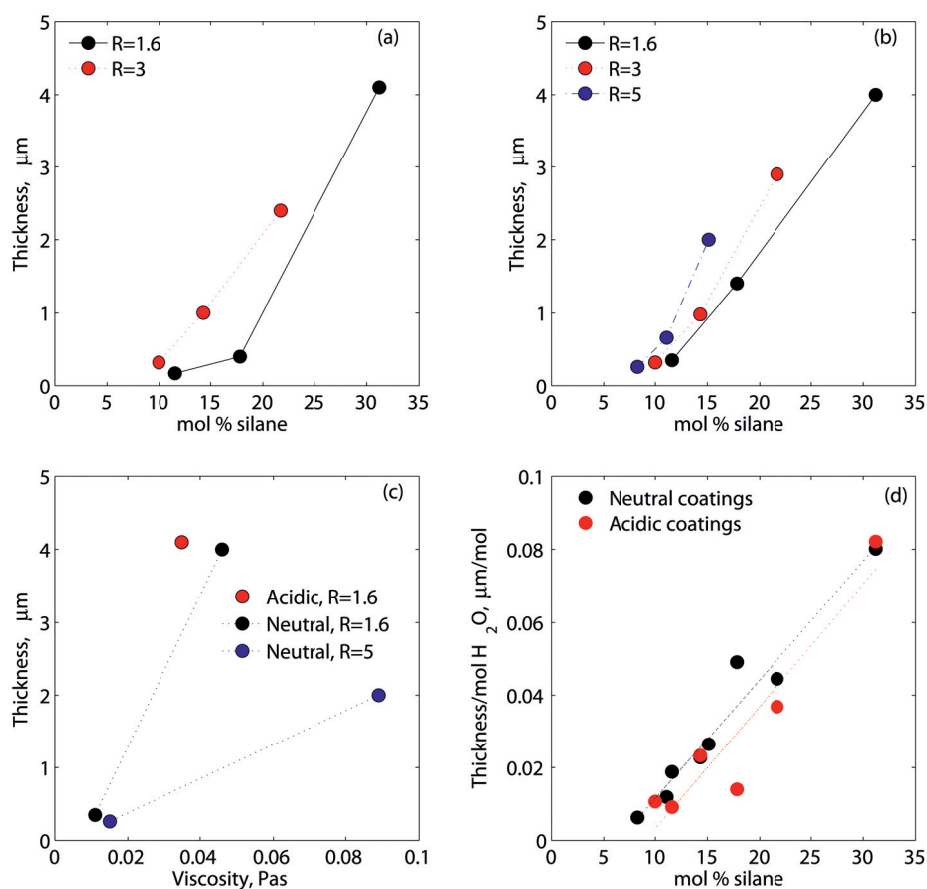 (a)
R=1.6
R=3
5
4
3
2
1
0
Thickness, μm
0 5 10 15 20 25 30 35
mol % silane
(b)
R=1.6
R=3
R=5
5
4
3
2
1
0
Thickness, μm
0 5 10 15 20 25 30 35
mol % silane
(c)
5
4
3
2
1
0
Thickness, μm
Acidic, R=1.6
Neutral, R=1.6
Neutral, R=5
0 0.02 0.04 0.06 0.08 0.1
Viscosity, Pas
(d)
Neutral coatings
Acidic coatings
0.1
0.08
0.06
0.04
0.02
0
Thickness/mol H ₂O, μm/mol
0 5 10 15 20 25 30 35
mol % silane